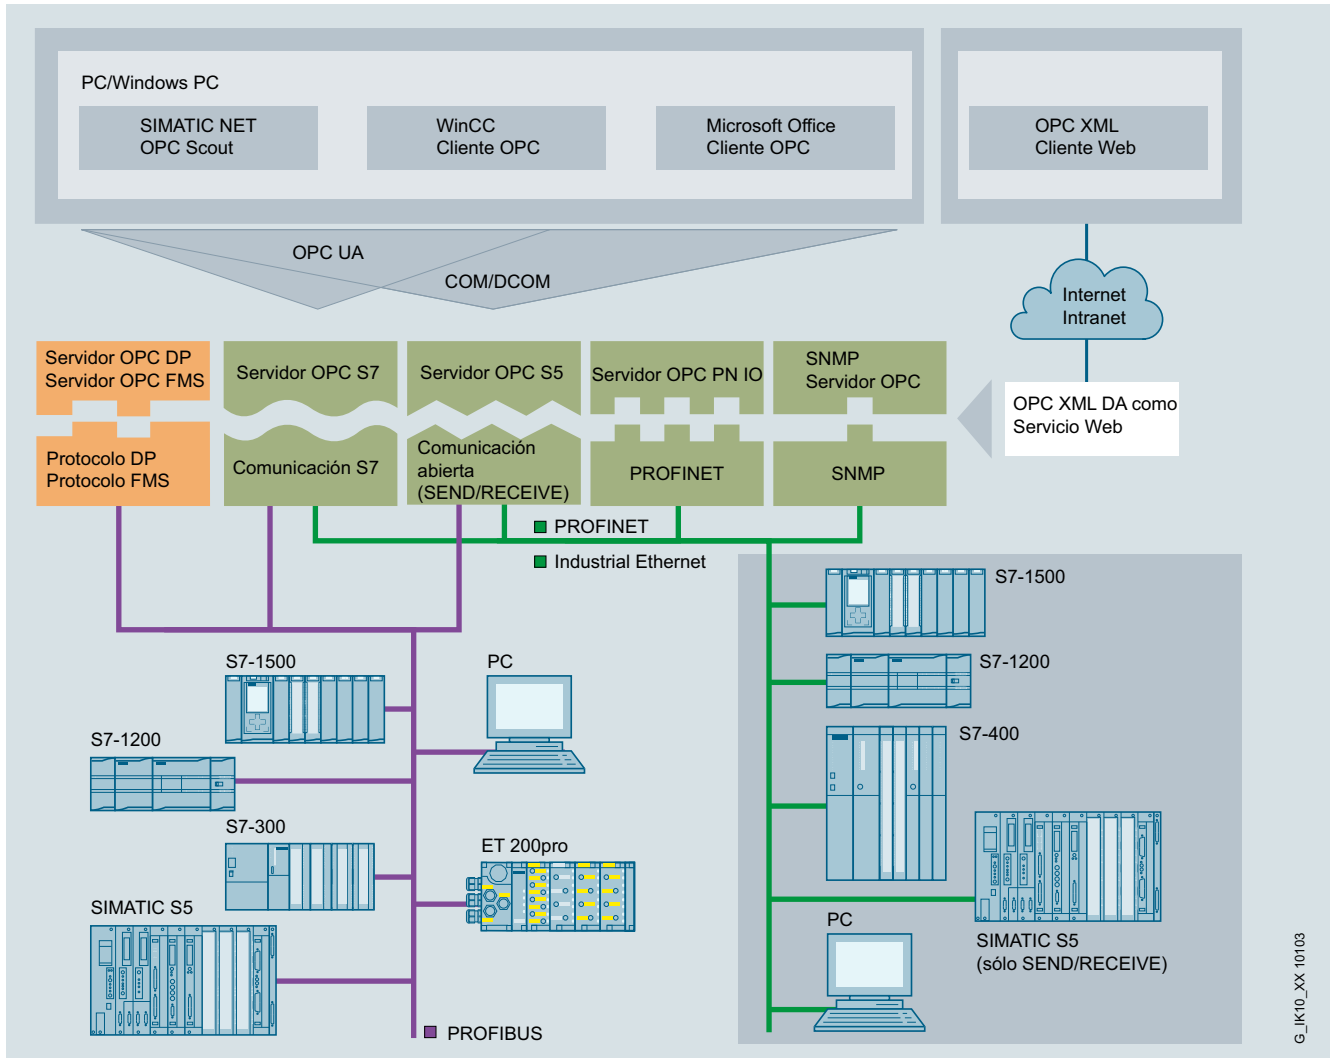 PC/Windows PC
SIMATIC NET
OPC Scout
WinCC
Cliente OPC
Microsoft Office
Cliente OPC
OPC XML
Cliente Web
OPC UA
COM/DCOM
Internet
Intranet
Servidor OPC DP
Servidor OPC FMS
Servidor OPC S7
Servidor OPC S5
Servidor OPC PN IO
SNMP
Servidor OPC
OPC XML DA como
Servicio Web
Protocolo DP
Protocolo FMS
Comunicación S7
Comunicación
abierta
(SEND/RECEIVE)
PROFINET
SNMP
PROFINET
Industrial Ethernet
S7-1500
S7-1200
S7-400
SIMATIC S5
(sólo SEND/RECEIVE)
PC
S7-1500
PC
S7-1200
S7-300
ET 200pro
SIMATIC S5
PROFIBUS
G_IK10_XX 10103